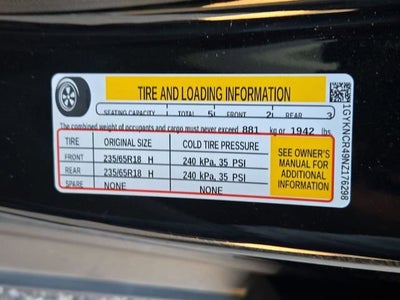 TIRE AND LOADING INFORMATION
SEATING CAPACITY TOTAL 5 FRONT 2 REAR 3
The combined weight of occupants and cargo must never exceed 881 kg or 1942 lbs
TIRE ORIGINAL SIZE COLD TIRE PRESSURE
FRONT 235/65R18 H 240 kPa, 35 PSI
REAR 235/65R18 H 240 kPa, 35 PSI
SPARE NONE NONE
SEE OWNER'S
MANUAL FOR
ADDITIONAL
INFORMATION
1GYKNCR49NZ176298